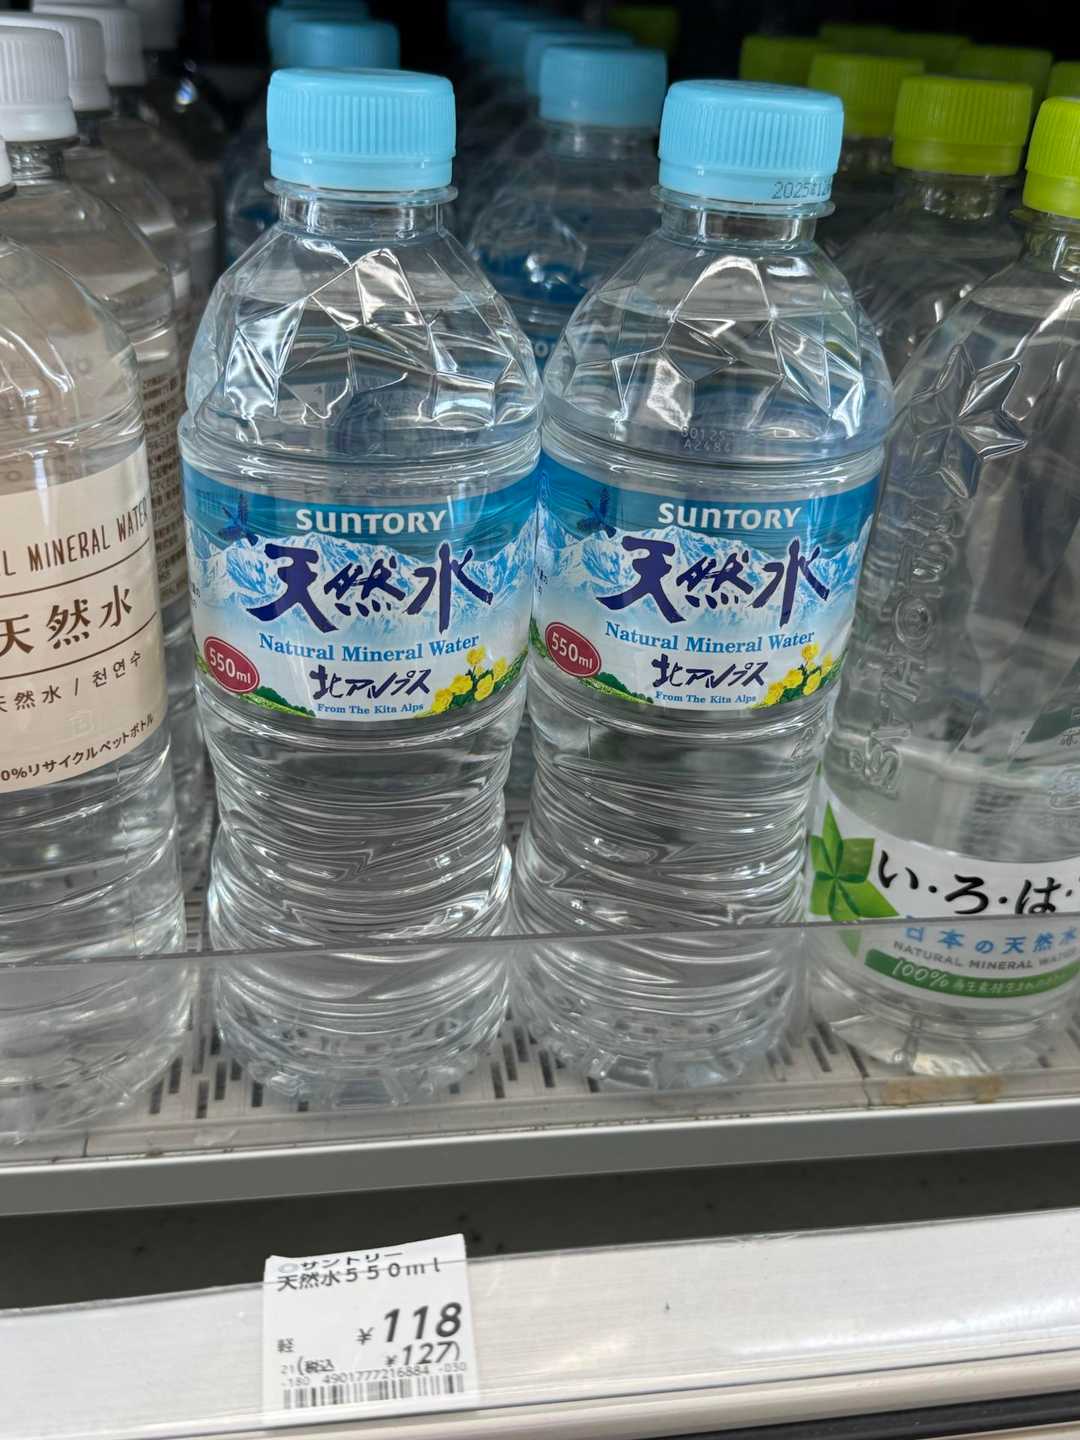 2025
SUNTORY
天然水
Natural Mineral Water
550ml
北アルプス
From The Kita Alps
SUNTORY
天然水
Natural Mineral Water
550ml
北アルプス
From The Kita Alps
MINERAL WATER
天然水
天然水 / 천연수
0%リサイクルペットボトル
い・ろ・は・
日本の天然水
NATURAL MINERAL WATER
100%
サントリー
天然水550ml
軽 ¥118
21(税込 ¥127)
-180 4901777216884 -030